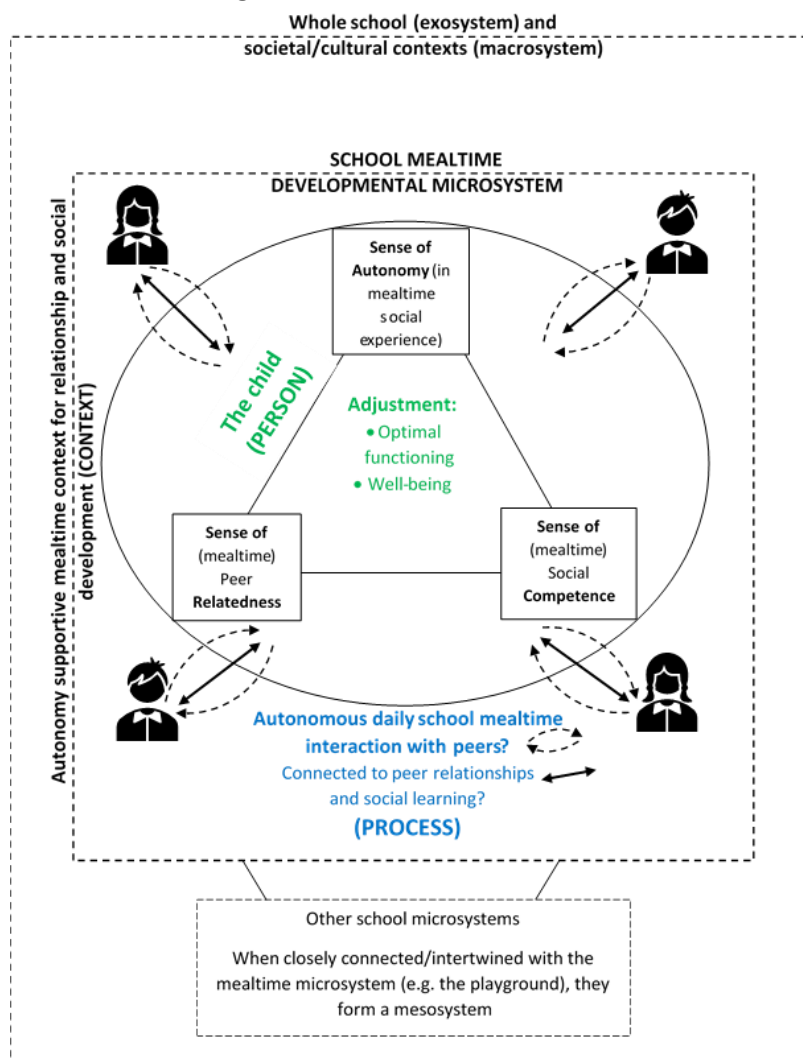 Whole school (exosystem) and
societal/cultural contexts (macrosystem)
SCHOOL MEALTIME
DEVELOPMENTAL MICROSYSTEM
Autonomy supportive mealtime context for relationship and social
development (CONTEXT)
Sense of
Autonomy (in
mealtime
social
experience)
The child
(PERSON)
Adjustment:
• Optimal
functioning
• Well-being
Sense of
(mealtime)
Peer
Relatedness
Sense of
(mealtime)
Social
Competence
Autonomous daily school mealtime
interaction with peers?
Connected to peer relationships
and social learning?
(PROCESS)
Other school microsystems
When closely connected/intertwined with the
mealtime microsystem (e.g. the playground), they
form a mesosystem